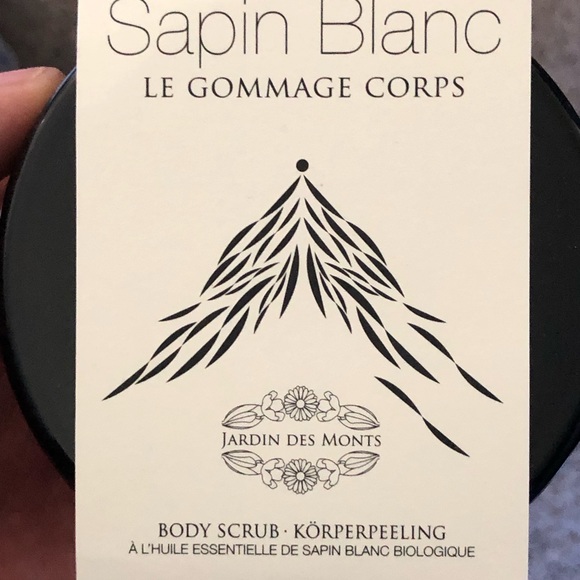 Sapin Blanc
LE GOMMAGE CORPS
JARDIN DES MONTS
BODY SCRUB · KÖRPERPEELING
À L'HUILE ESSENTIELLE DE SAPIN BLANC BIOLOGIQUE